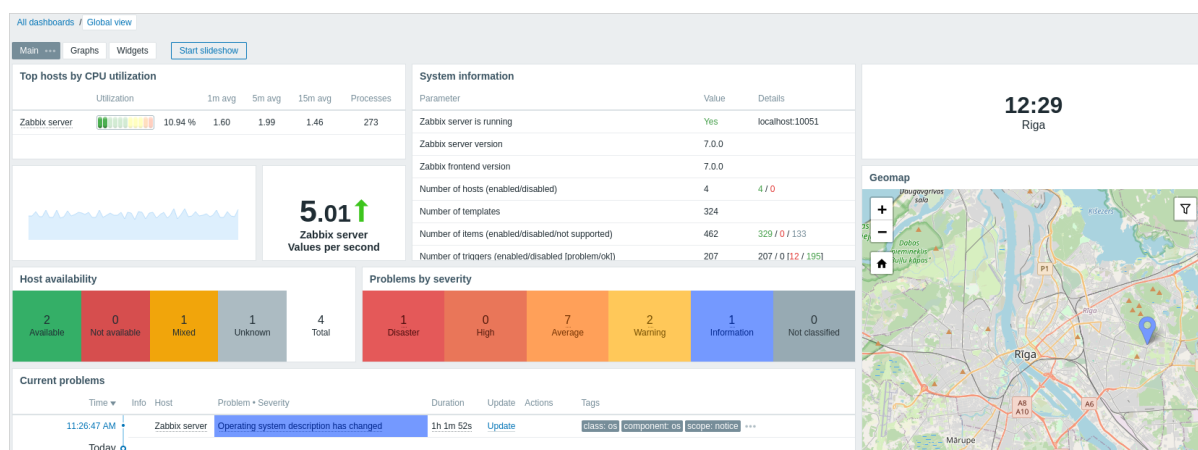 All dashboards / Global view
Main ••• Graphs Widgets Start slideshow
Top hosts by CPU utilization
Utilization 1m avg 5m avg 15m avg Processes
Zabbix server 10.94 % 1.60 1.99 1.46 273
System information
Parameter Value Details
Zabbix server is running Yes localhost:10051
Zabbix server version 7.0.0
Zabbix frontend version 7.0.0
Number of hosts (enabled/disabled) 4 4 / 0
Number of templates 324
Number of items (enabled/disabled/not supported) 462 329 / 0 / 133
Number of triggers (enabled/disabled [problem/ok]) 207 207 / 0 [12 / 195]
12:29
Riga
5.01
Zabbix server
Values per second
Geomap
+
−
Daugavgrīvas
sala
Ķīšezers
P1
Rīga
Rīga
A8
A10
A6
Mārupe
Host availability
2 0 1 1 4
Available Not available Mixed Unknown Total
Problems by severity
1 0 7 2 1 0
Disaster High Average Warning Information Not classified
Current problems
Time Info Host Problem • Severity Duration Update Actions Tags
11:26:47 AM Zabbix server Operating system description has changed 1h 1m 52s Update class: os component: os scope: notice •••
Today